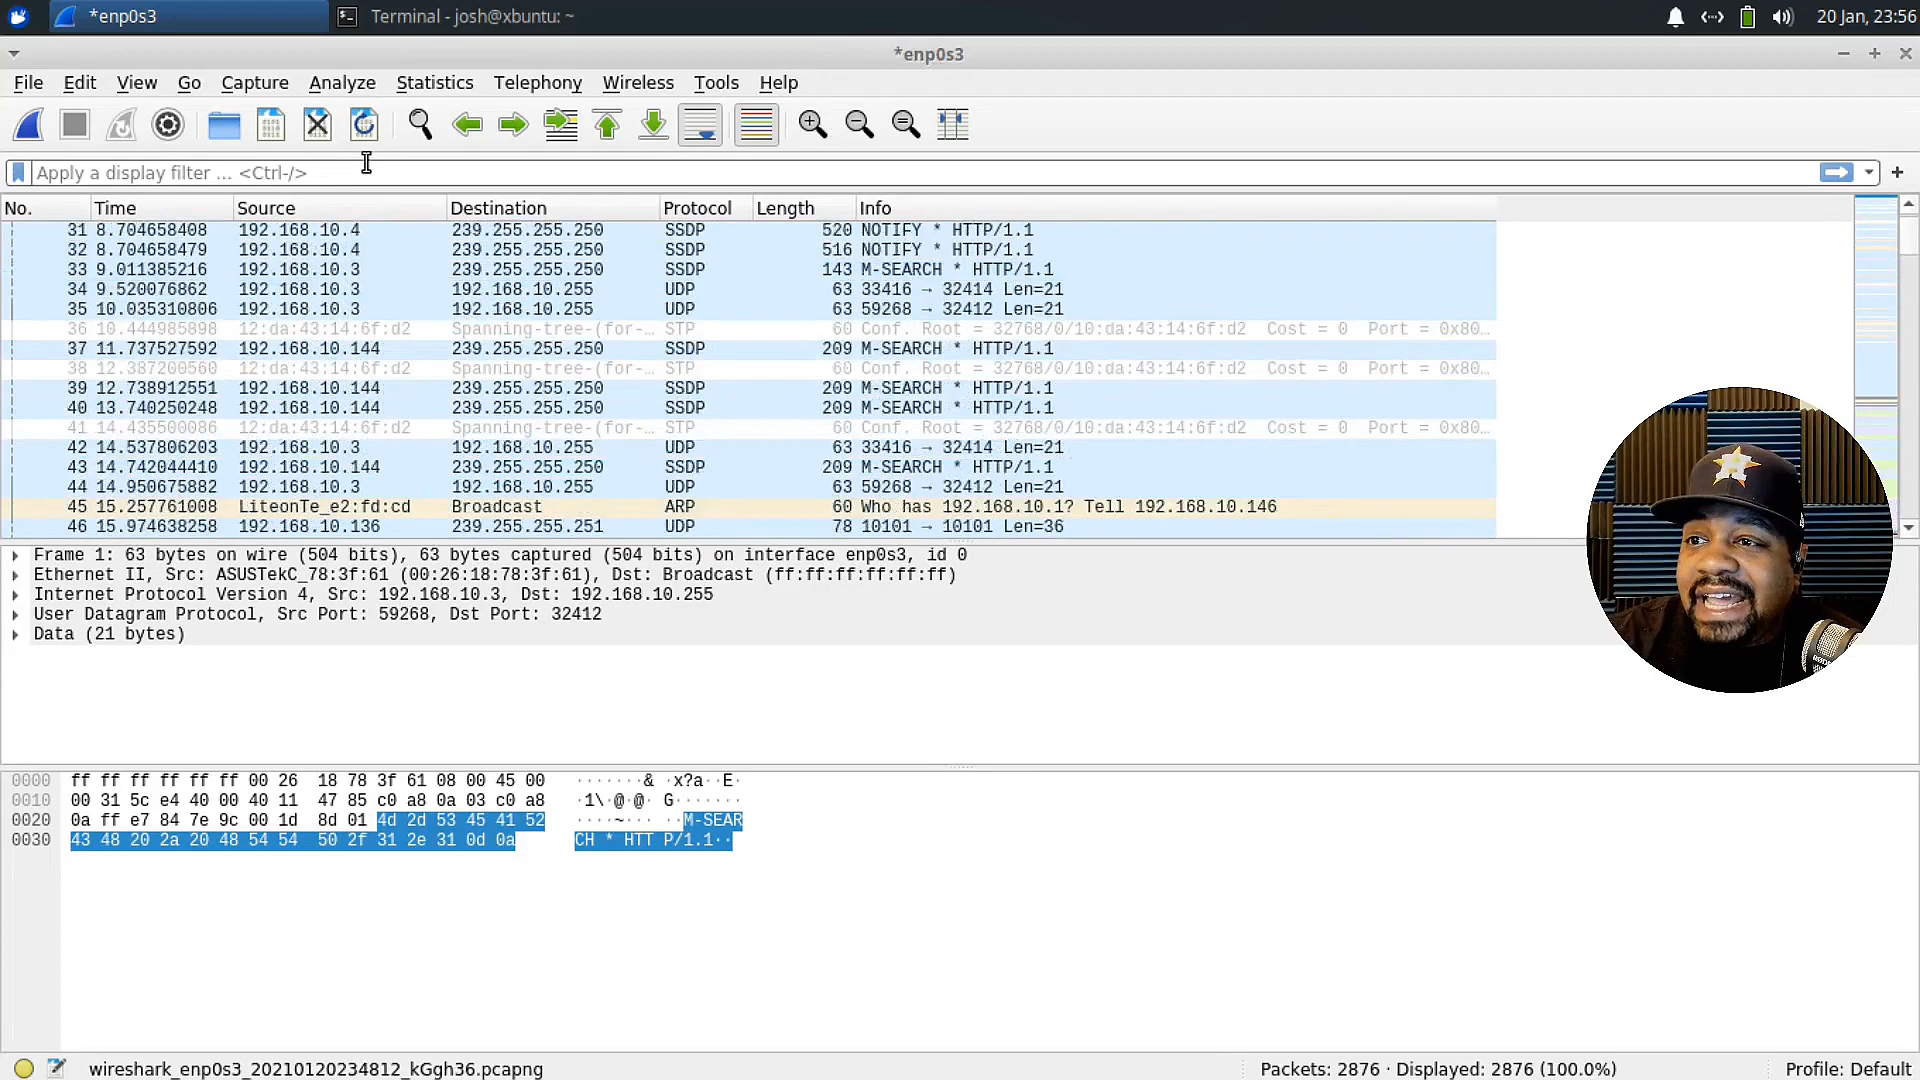 *enp0s3 Terminal - josh@xbuntu: ~ 20 Jan, 23:56
*enp0s3
File Edit View Go Capture Analyze Statistics Telephony Wireless Tools Help
Apply a display filter ... <Ctrl-/>
No. Time Source Destination Protocol Length Info
31 8.704658408 192.168.10.4 239.255.255.250 SSDP 520 NOTIFY * HTTP/1.1
32 8.704658479 192.168.10.4 239.255.255.250 SSDP 516 NOTIFY * HTTP/1.1
33 9.011385216 192.168.10.3 239.255.255.250 SSDP 143 M-SEARCH * HTTP/1.1
34 9.520076862 192.168.10.3 192.168.10.255 UDP 63 33416 → 32414 Len=21
35 10.035310806 192.168.10.3 192.168.10.255 UDP 63 59268 → 32412 Len=21
36 10.444985898 12:da:43:14:6f:d2 Spanning-tree-(for-… STP 60 Conf. Root = 32768/0/10:da:43:14:6f:d2 Cost = 0 Port = 0x80…
37 11.737527592 192.168.10.144 239.255.255.250 SSDP 209 M-SEARCH * HTTP/1.1
38 12.387200560 12:da:43:14:6f:d2 Spanning-tree-(for-… STP 60 Conf. Root = 32768/0/10:da:43:14:6f:d2 Cost = 0 Port = 0x80…
39 12.738912551 192.168.10.144 239.255.255.250 SSDP 209 M-SEARCH * HTTP/1.1
40 13.740250248 192.168.10.144 239.255.255.250 SSDP 209 M-SEARCH * HTTP/1.1
41 14.435500086 12:da:43:14:6f:d2 Spanning-tree-(for-… STP 60 Conf. Root = 32768/0/10:da:43:14:6f:d2 Cost = 0 Port = 0x80…
42 14.537806203 192.168.10.3 192.168.10.255 UDP 63 33416 → 32414 Len=21
43 14.742044410 192.168.10.144 239.255.255.250 SSDP 209 M-SEARCH * HTTP/1.1
44 14.950675882 192.168.10.3 192.168.10.255 UDP 63 59268 → 32412 Len=21
45 15.257761008 LiteonTe_e2:fd:cd Broadcast ARP 60 Who has 192.168.10.1? Tell 192.168.10.146
46 15.974638258 192.168.10.136 239.255.255.251 UDP 78 10101 → 10101 Len=36
Frame 1: 63 bytes on wire (504 bits), 63 bytes captured (504 bits) on interface enp0s3, id 0
Ethernet II, Src: ASUSTekC_78:3f:61 (00:26:18:78:3f:61), Dst: Broadcast (ff:ff:ff:ff:ff:ff)
Internet Protocol Version 4, Src: 192.168.10.3, Dst: 192.168.10.255
User Datagram Protocol, Src Port: 59268, Dst Port: 32412
Data (21 bytes)
0000 ff ff ff ff ff ff 00 26 18 78 3f 61 08 00 45 00 ·······& ·x?a··E·
0010 00 31 5c e4 40 00 40 11 47 85 c0 a8 0a 03 c0 a8 ·1\·@·@· G·······
0020 0a ff e7 84 7e 9c 00 1d 8d 01 4d 2d 53 45 41 52 ····~··· ··M-SEAR
0030 43 48 20 2a 20 48 54 54 50 2f 31 2e 31 0d 0a CH * HTT P/1.1··
wireshark_enp0s3_20210120234812_kGgh36.pcapng Packets: 2876 · Displayed: 2876 (100.0%) Profile: Default